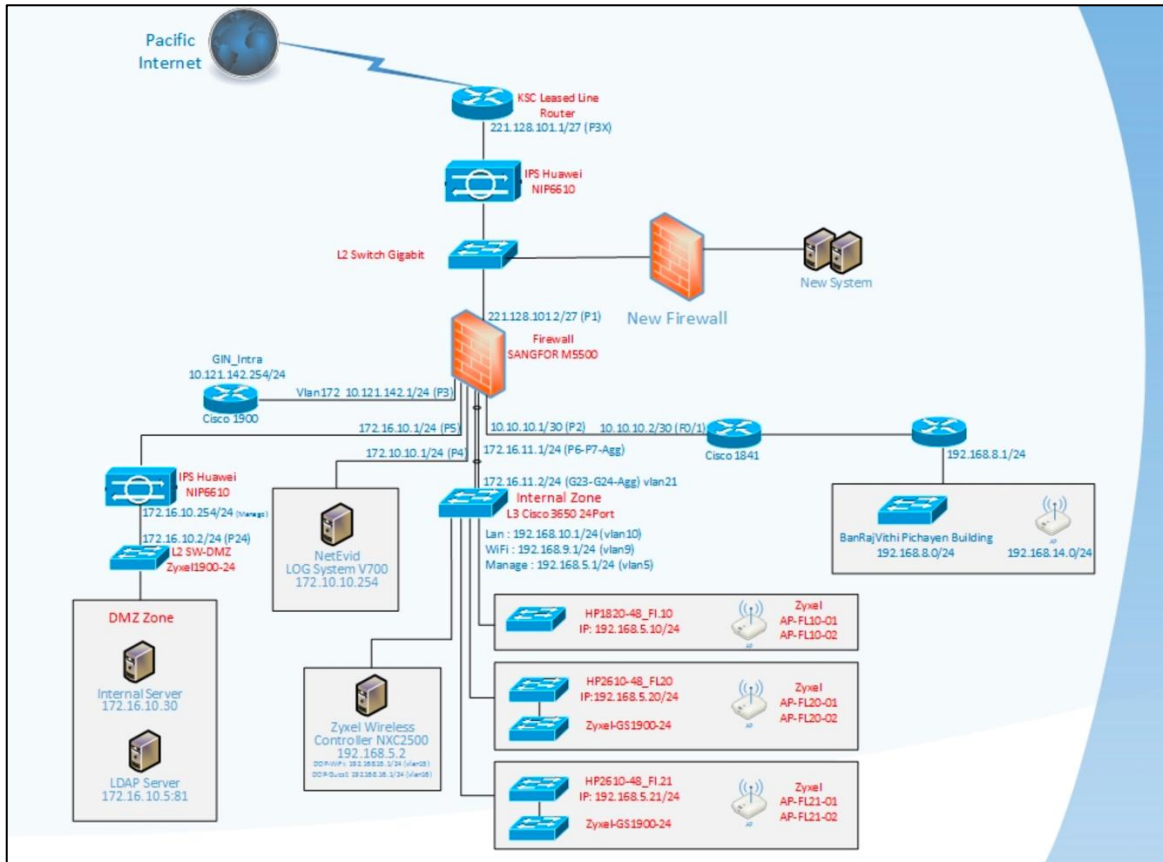 Pacific
Internet
KSC Leased Line
Router
221.128.101.1/27 (P3X)
IPS Huawei
NIP6610
L2 Switch Gigabit
New System
New Firewall
221.128.101.2/27 (P1)
Firewall
SANGFOR M5500
GIN_Intra
10.121.142.254/24
Cisco 1900
Vlan172 10.121.142.1/24 (P3)
172.16.10.1/24 (P5)
10.10.10.1/30 (P2)
10.10.10.2/30 (F0/1)
Cisco 1841
192.168.8.1/24
172.10.10.1/24 (P4)
172.16.11.1/24 (P6-P7-Agg)
IPS Huawei
NIP6610
172.16.10.254/24 (Manage)
172.16.10.2/24 (P24)
L2 SW-DMZ
Zyxel1900-24
NetEvid
LOG System V700
172.10.10.254
172.16.11.2/24 (G23-G24-Agg) vlan21
Internal Zone
L3 Cisco 3650 24Port
Lan : 192.168.10.1/24 (vlan10)
WiFi : 192.168.9.1/24 (vlan9)
Manage : 192.168.5.1/24 (vlan5)
BanRajVithi Pichayen Building
192.168.8.0/24
AP
192.168.14.0/24
DMZ Zone
Internal Server
172.16.10.30
LDAP Server
172.16.10.5:81
Zyxel Wireless
Controller NXC2500
192.168.5.2
HP1820-48_Fl.10
IP: 192.168.5.10/24
AP
Zyxel
AP-FL10-01
AP-FL10-02
HP2610-48_FL20
IP:192.168.5.20/24
Zyxel-GS1900-24
AP
Zyxel
AP-FL20-01
AP-FL20-02
HP2610-48_Fl.21
IP: 192.168.5.21/24
Zyxel-GS1900-24
AP
Zyxel
AP-FL21-01
AP-FL21-02